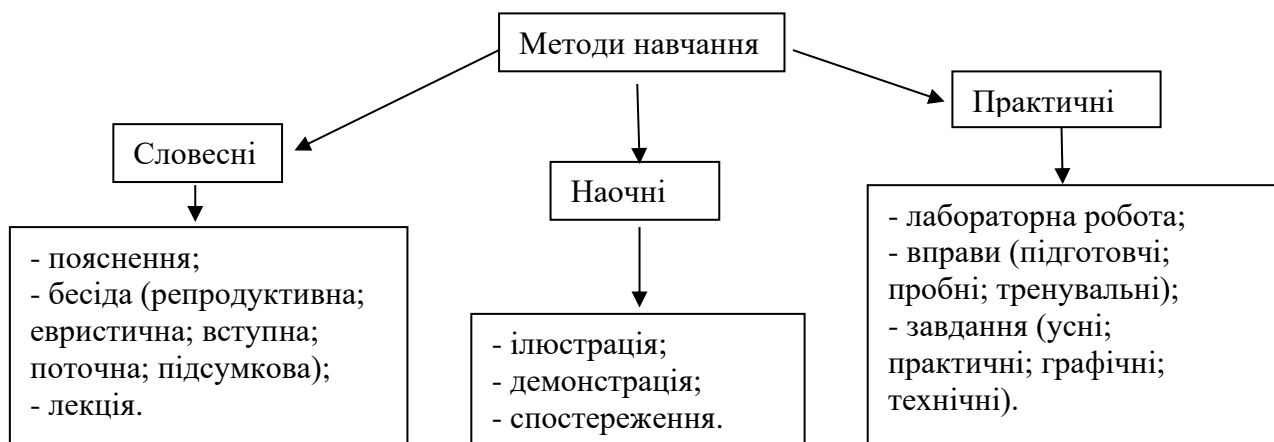 Методи навчання
Словесні
Наочні
Практичні
- пояснення;
- бесіда (репродуктивна;
евристична; вступна;
поточна; підсумкова);
- лекція.
- ілюстрація;
- демонстрація;
- спостереження.
- лабораторна робота;
- вправи (підготовчі;
пробні; тренувальні);
- завдання (усні;
практичні; графічні;
технічні).